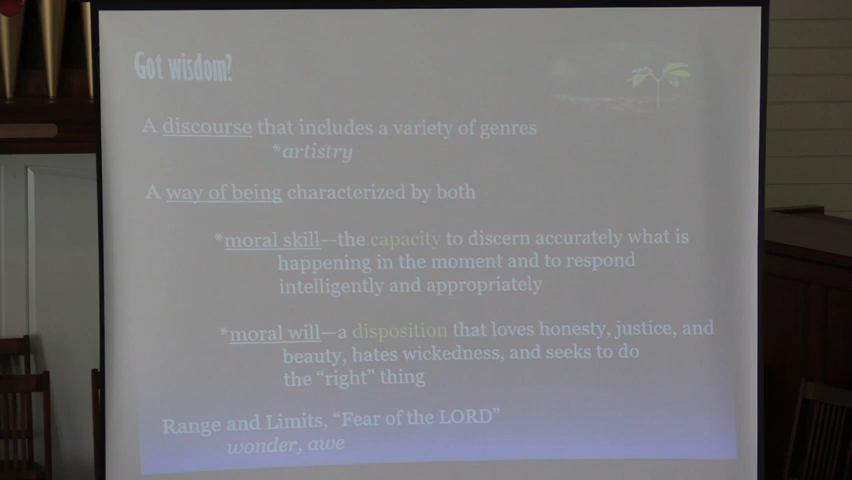 Got wisdom?
A discourse that includes a variety of genres
*artistry
A way of being characterized by both
*moral skill—the capacity to discern accurately what is
happening in the moment and to respond
intelligently and appropriately
*moral will—a disposition that loves honesty, justice, and
beauty, hates wickedness, and seeks to do
the “right” thing
Range and Limits, “Fear of the LORD”
wonder, awe